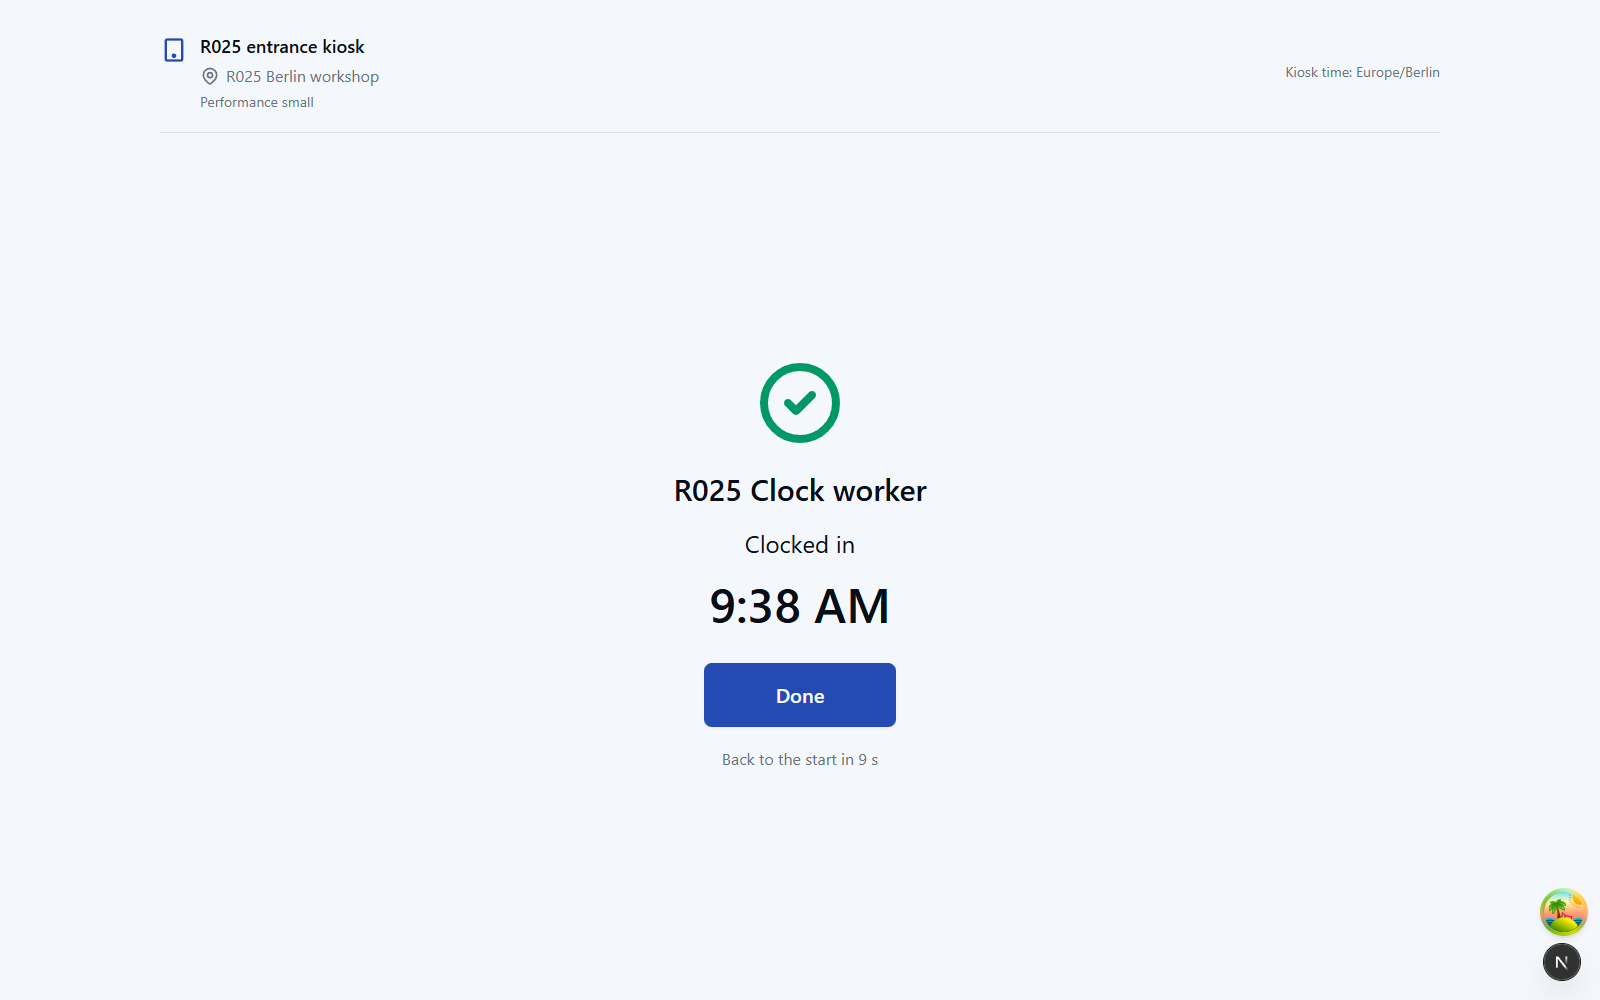 R025 entrance kiosk
R025 Berlin workshop
Performance small
Kiosk time: Europe/Berlin
R025 Clock worker
Clocked in
9:38 AM
Done
Back to the start in 9 s
N